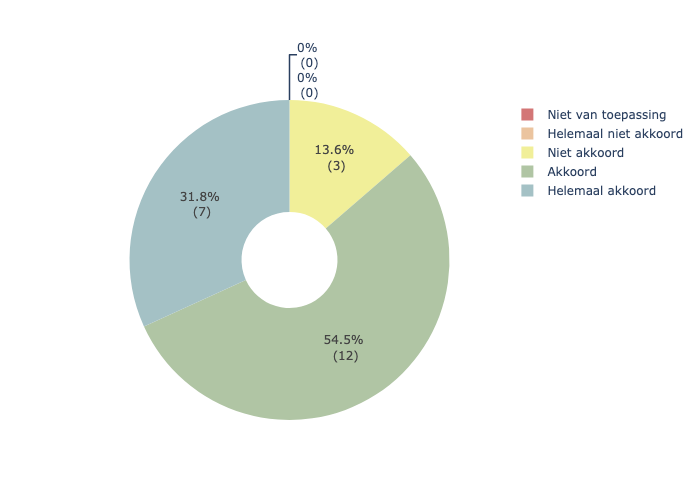 0%
(0)
0%
(0)
13.6%
(3)
31.8%
(7)
54.5%
(12)
Niet van toepassing
Helemaal niet akkoord
Niet akkoord
Akkoord
Helemaal akkoord